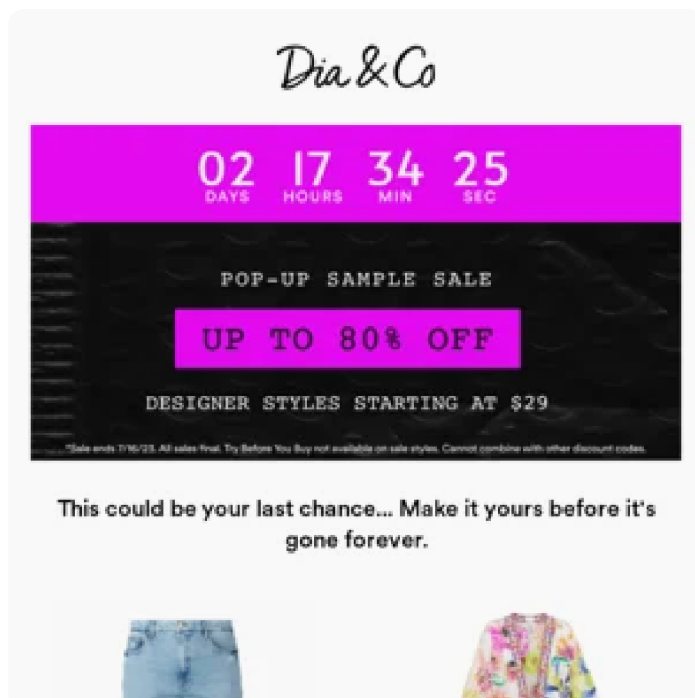 Dia & Co
02 17 34 25
DAYS HOURS MIN SEC
POP-UP SAMPLE SALE
UP TO 80% OFF
DESIGNER STYLES STARTING AT $29
*Sale ends 7/16/23. All sales final. Try Before You Buy not available on sale styles. Cannot combine with other discount codes.
This could be your last chance... Make it yours before it's
gone forever.